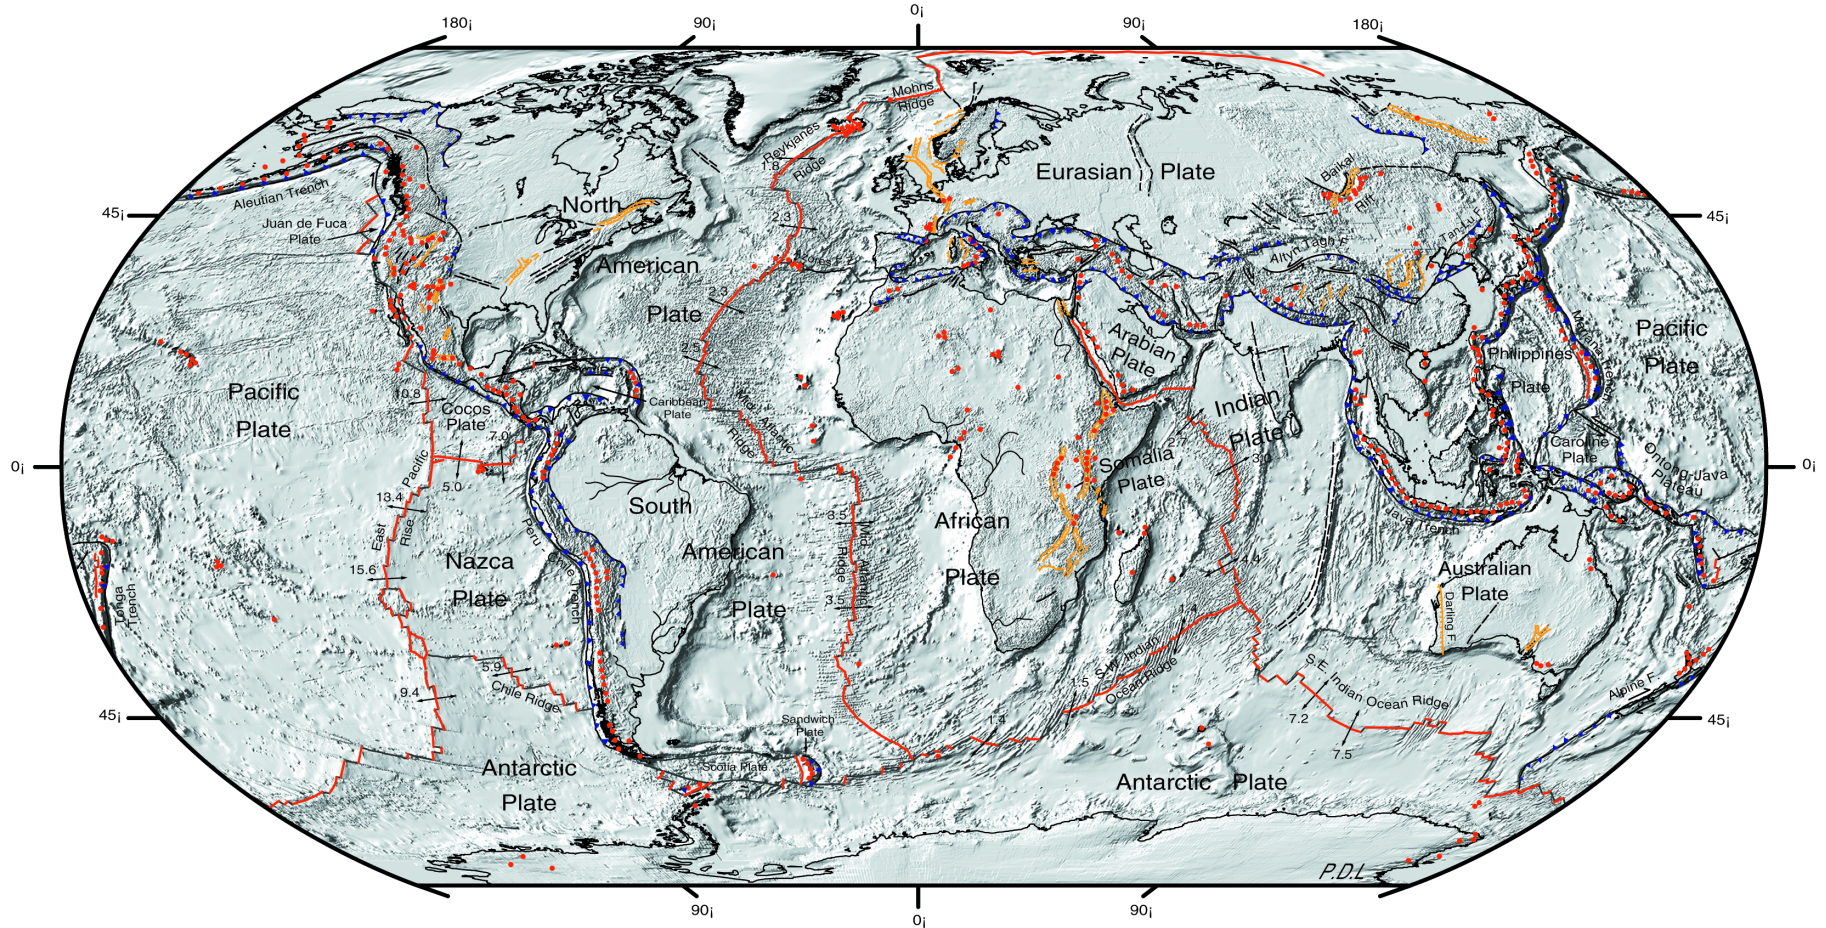 180¡ 90¡ 0¡ 90¡ 180¡
Mohns
Ridge
Reykjanes
Ridge
1.8
Eurasian Plate
Baikal
Rift
Aleutian Trench
45¡
45¡
North
2.3
Juan de Fuca
Plate
Tan Lu F.
Altyn Tagh F.
American
2.3
Plate
Arabian
Plate
Pacific
Plate
2.5
Philippines
Plate
Pacific
Plate
10.8
Cocos
Plate
7.0
Caribbean
Plate
Mid-Atlantic
Ridge
Indian
Plate
2.7
3.0
Caroline
Plate
Ontong-Java
Plateau
0¡
0¡
5.0
Somalia
Plate
East Pacific
Rise
13.4
South
American
Plate
3.5
Mid-Atlantic
Ridge
3.5
African
Plate
Java Trench
Peru-Chile Trench
Nazca
Plate
15.6
4.4
Australian
Plate
Darling F.
Tonga
Trench
1.4
5.9
Chile Ridge
9.4
S.W. Indian
Ocean Ridge
1.5
1.4
S.E. Indian Ocean Ridge
7.2
7.5
Alpine F.
45¡
45¡
Sandwich
Plate
Scotia Plate
Antarctic
Plate
Antarctic Plate
P.D.L
90¡ 0¡ 90¡